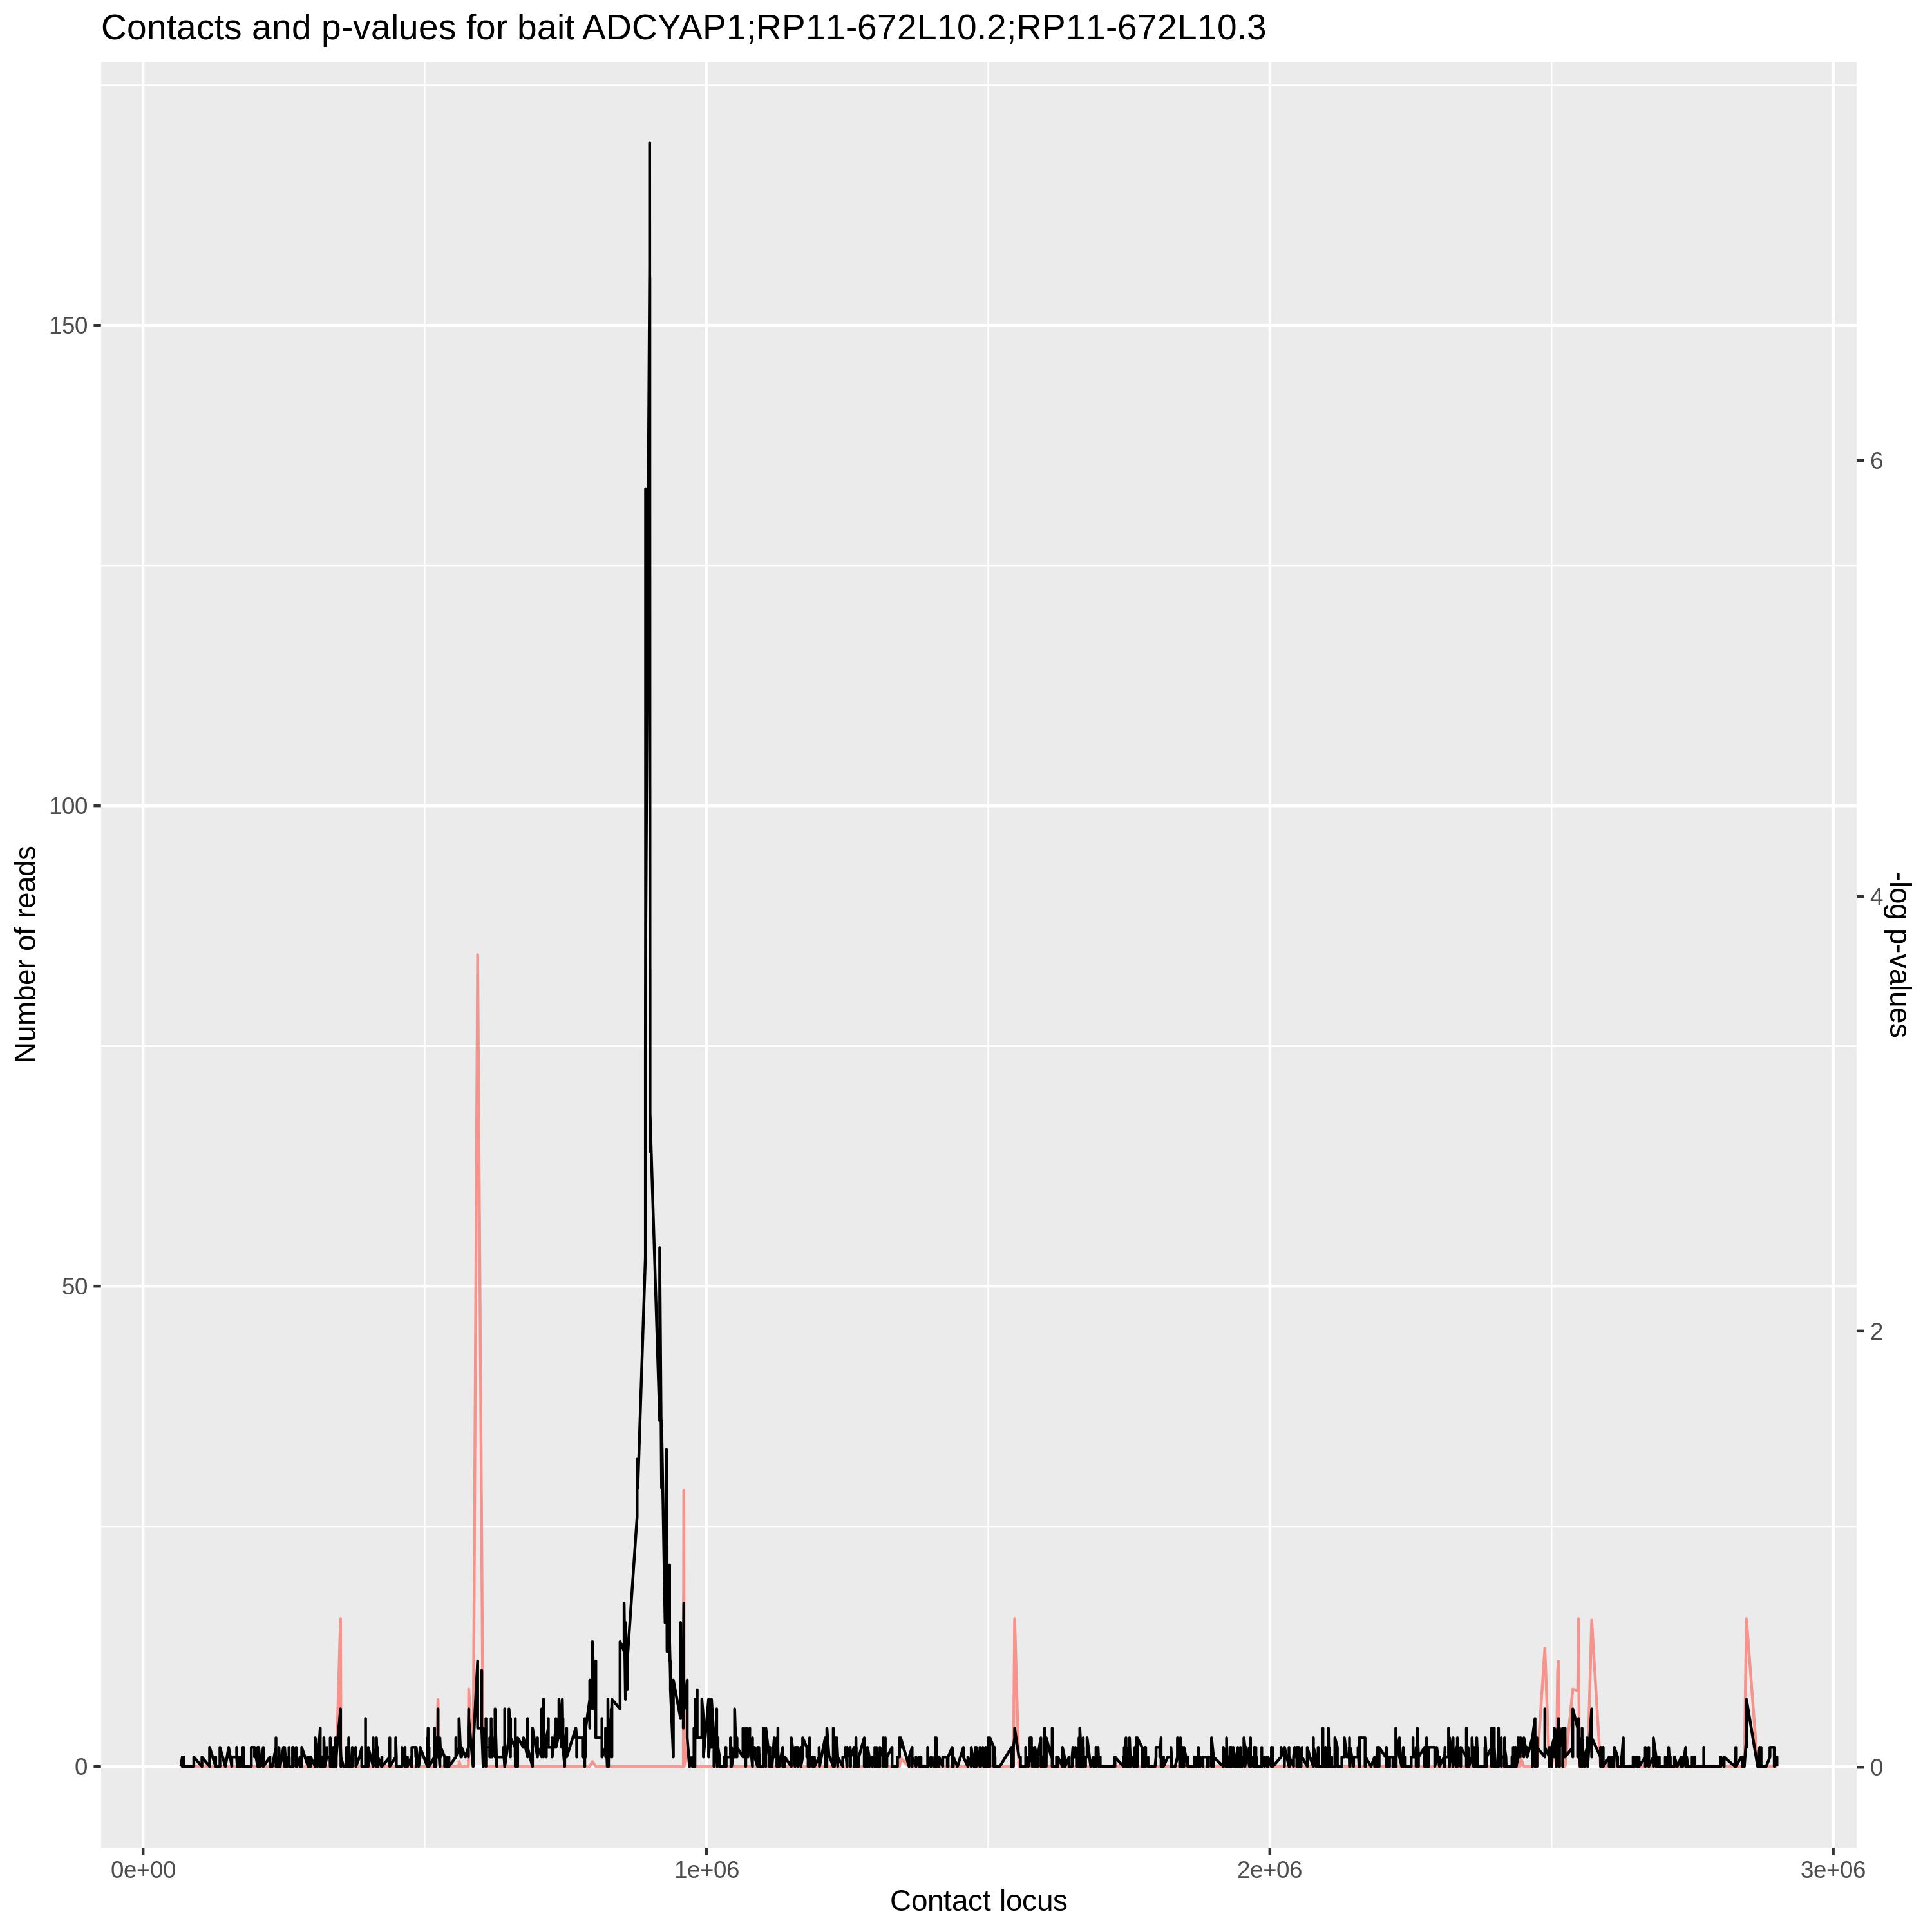 Contacts and p-values for bait ADCYAP1;RP11-672L10.2;RP11-672L10.3
150
100
50
0
Number of reads
6
4
2
0
-log p-values
0e+00
1e+06
2e+06
3e+06
Contact locus